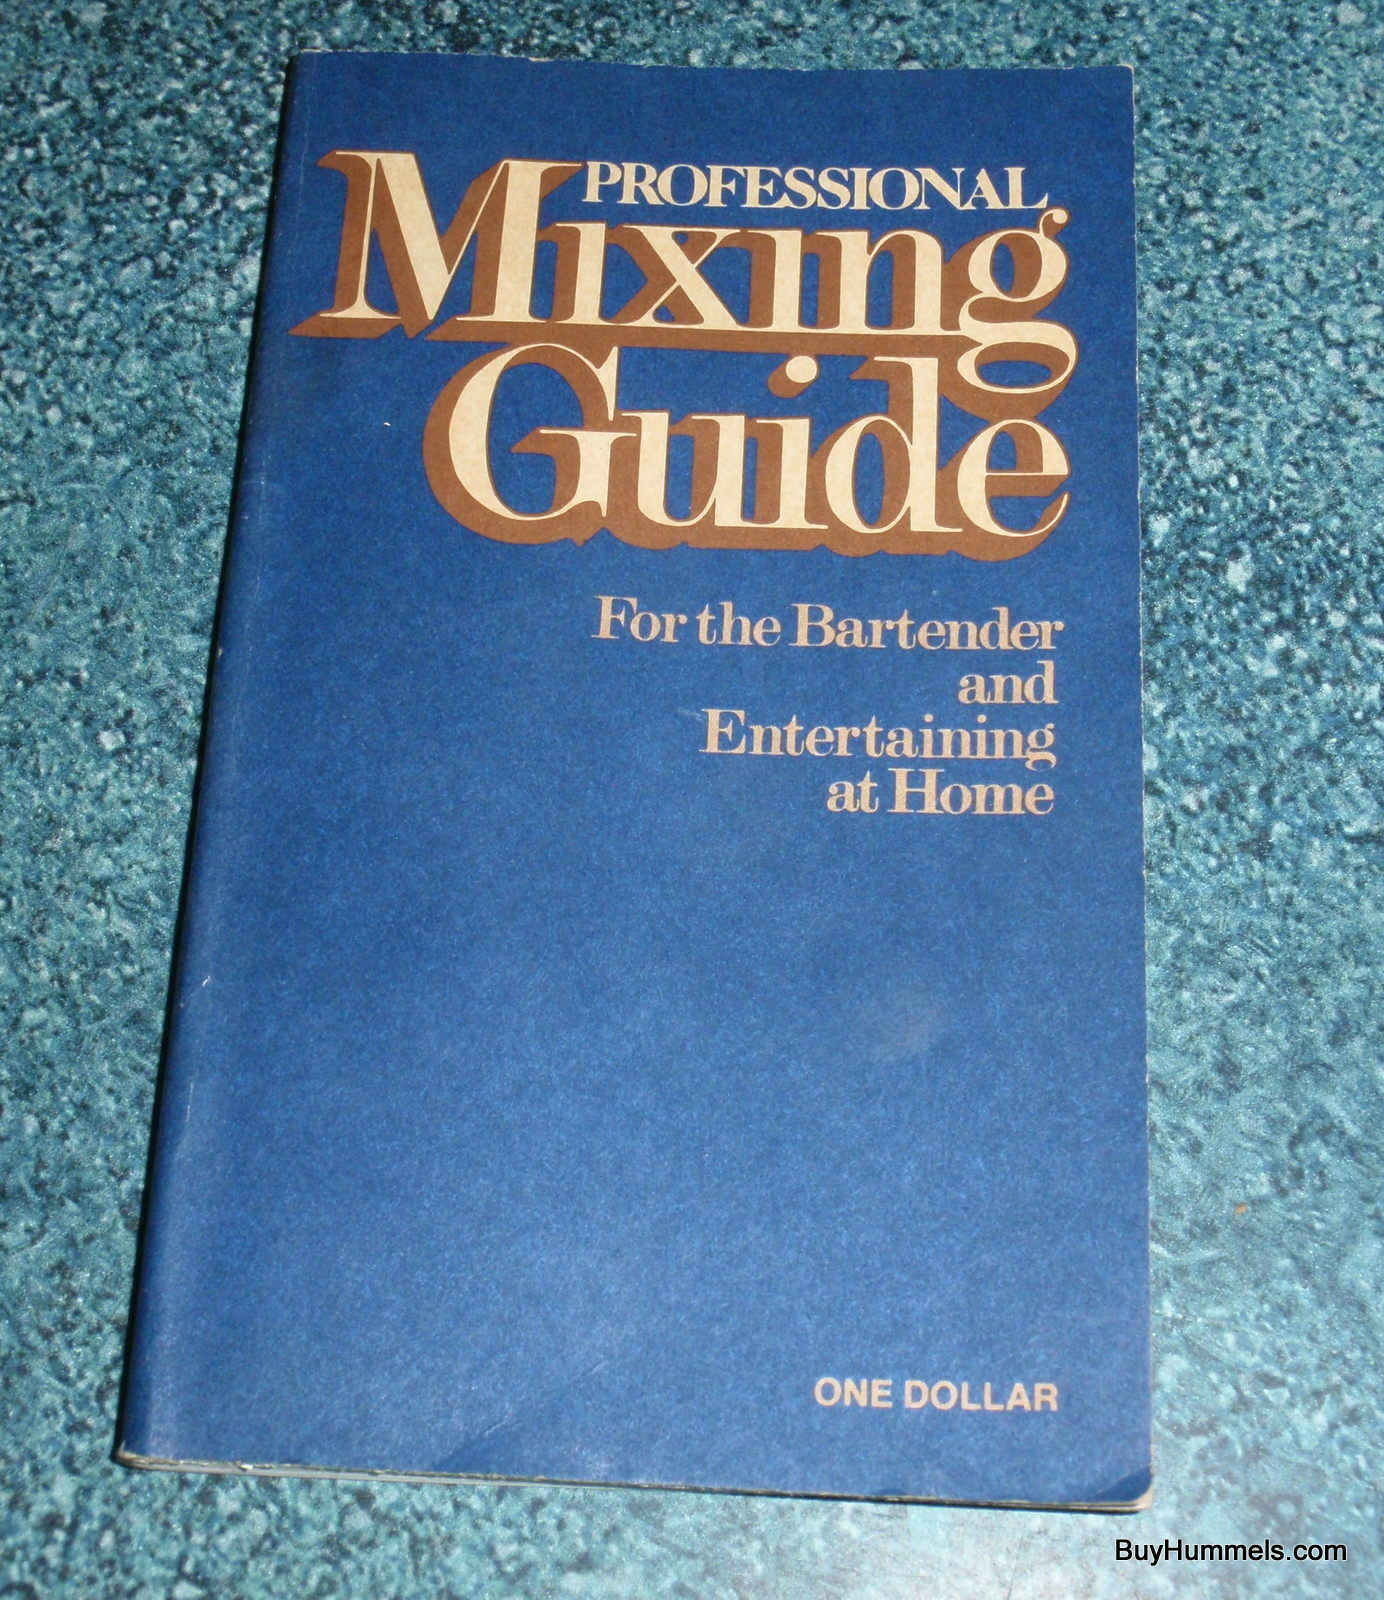 PROFESSIONAL
Mixing
Guide
For the Bartender
and
Entertaining
at Home
ONE DOLLAR
BuyHummels.com